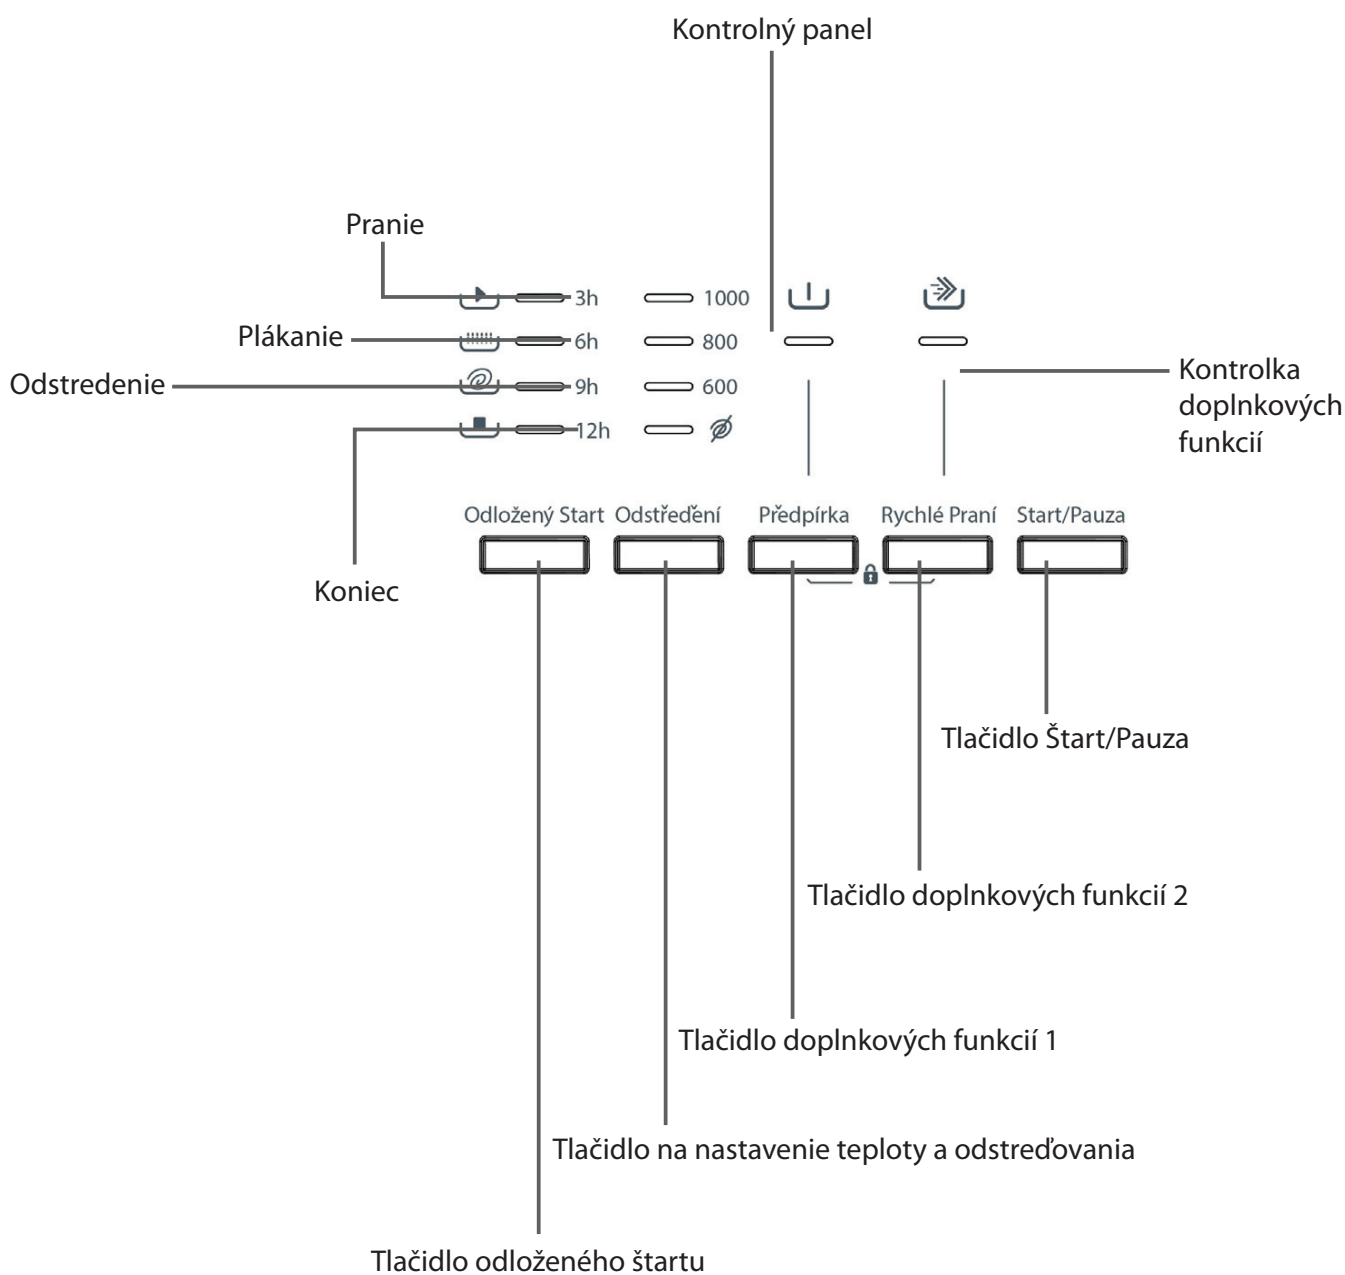 Kontrolný panel
Pranie
3h 1000
Plákanie 6h 800
Odstredenie 9h 600
Kontrolka
doplnkových
funkcií
12h
Odložený Start Odstředění Předpírka Rychlé Praní Start/Pauza
Koniec
Tlačidlo Štart/Pauza
Tlačidlo doplnkových funkcií 2
Tlačidlo doplnkových funkcií 1
Tlačidlo na nastavenie teploty a odstreďovania
Tlačidlo odloženého štartu